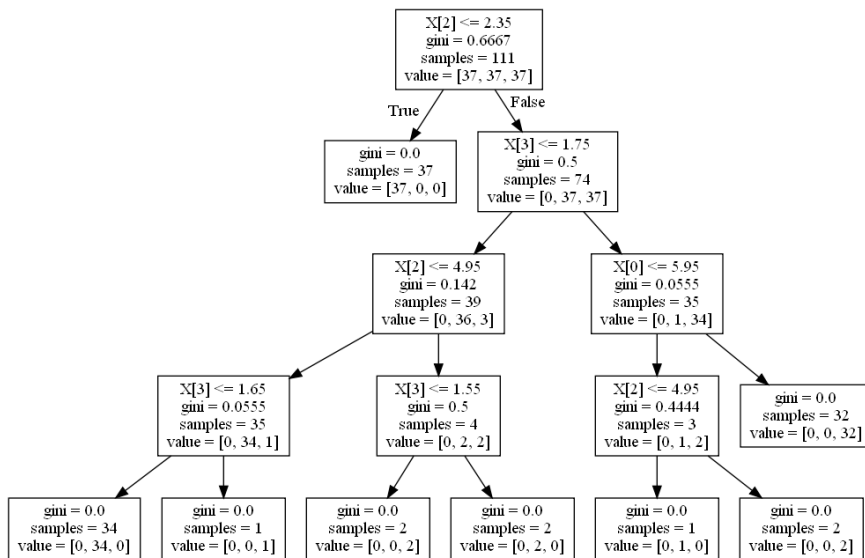 X[2] <= 2.35
gini = 0.6667
samples = 111
value = [37, 37, 37]
True
False
gini = 0.0
samples = 37
value = [37, 0, 0]
X[3] <= 1.75
gini = 0.5
samples = 74
value = [0, 37, 37]
X[2] <= 4.95
gini = 0.142
samples = 39
value = [0, 36, 3]
X[0] <= 5.95
gini = 0.0555
samples = 35
value = [0, 1, 34]
X[3] <= 1.65
gini = 0.0555
samples = 35
value = [0, 34, 1]
X[3] <= 1.55
gini = 0.5
samples = 4
value = [0, 2, 2]
X[2] <= 4.95
gini = 0.4444
samples = 3
value = [0, 1, 2]
gini = 0.0
samples = 32
value = [0, 0, 32]
gini = 0.0
samples = 34
value = [0, 34, 0]
gini = 0.0
samples = 1
value = [0, 0, 1]
gini = 0.0
samples = 2
value = [0, 0, 2]
gini = 0.0
samples = 2
value = [0, 2, 0]
gini = 0.0
samples = 1
value = [0, 1, 0]
gini = 0.0
samples = 2
value = [0, 0, 2]